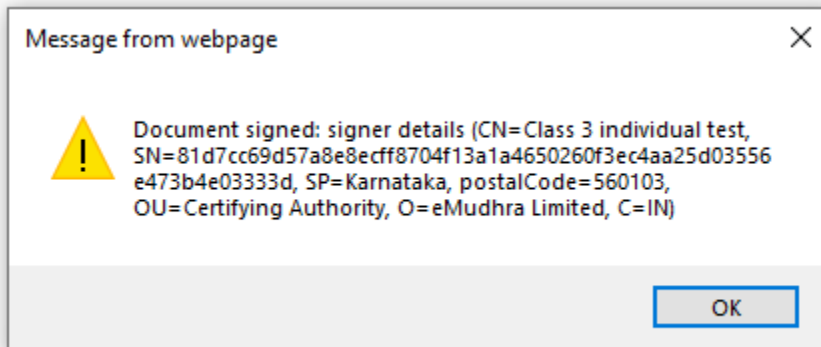 Message from webpage
Document signed: signer details (CN=Class 3 individual test,
SN=81d7cc69d57a8e8ecff8704f13a1a4650260f3ec4aa25d03556
e473b4e03333d, SP=Karnataka, postalCode=560103,
OU=Certifying Authority, O=eMudhra Limited, C=IN)
OK